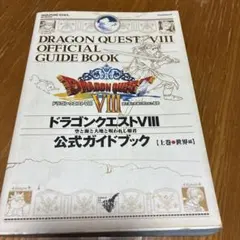 DRAGON QUEST VIII
OFFICIAL
GUIDE BOOK
DRAGON QUEST
VIII
ドラゴンクエストVIII
空と海と大地と呪われし姫君
公式ガイドブック
[上巻●世界編]